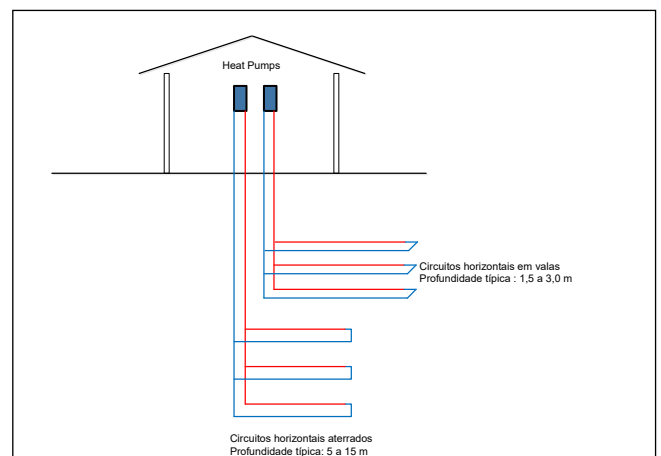 Heat Pumps
Circuitos horizontais em valas
Profundidade típica : 1,5 a 3,0 m
Circuitos horizontais aterrados
Profundidade típica: 5 a 15 m